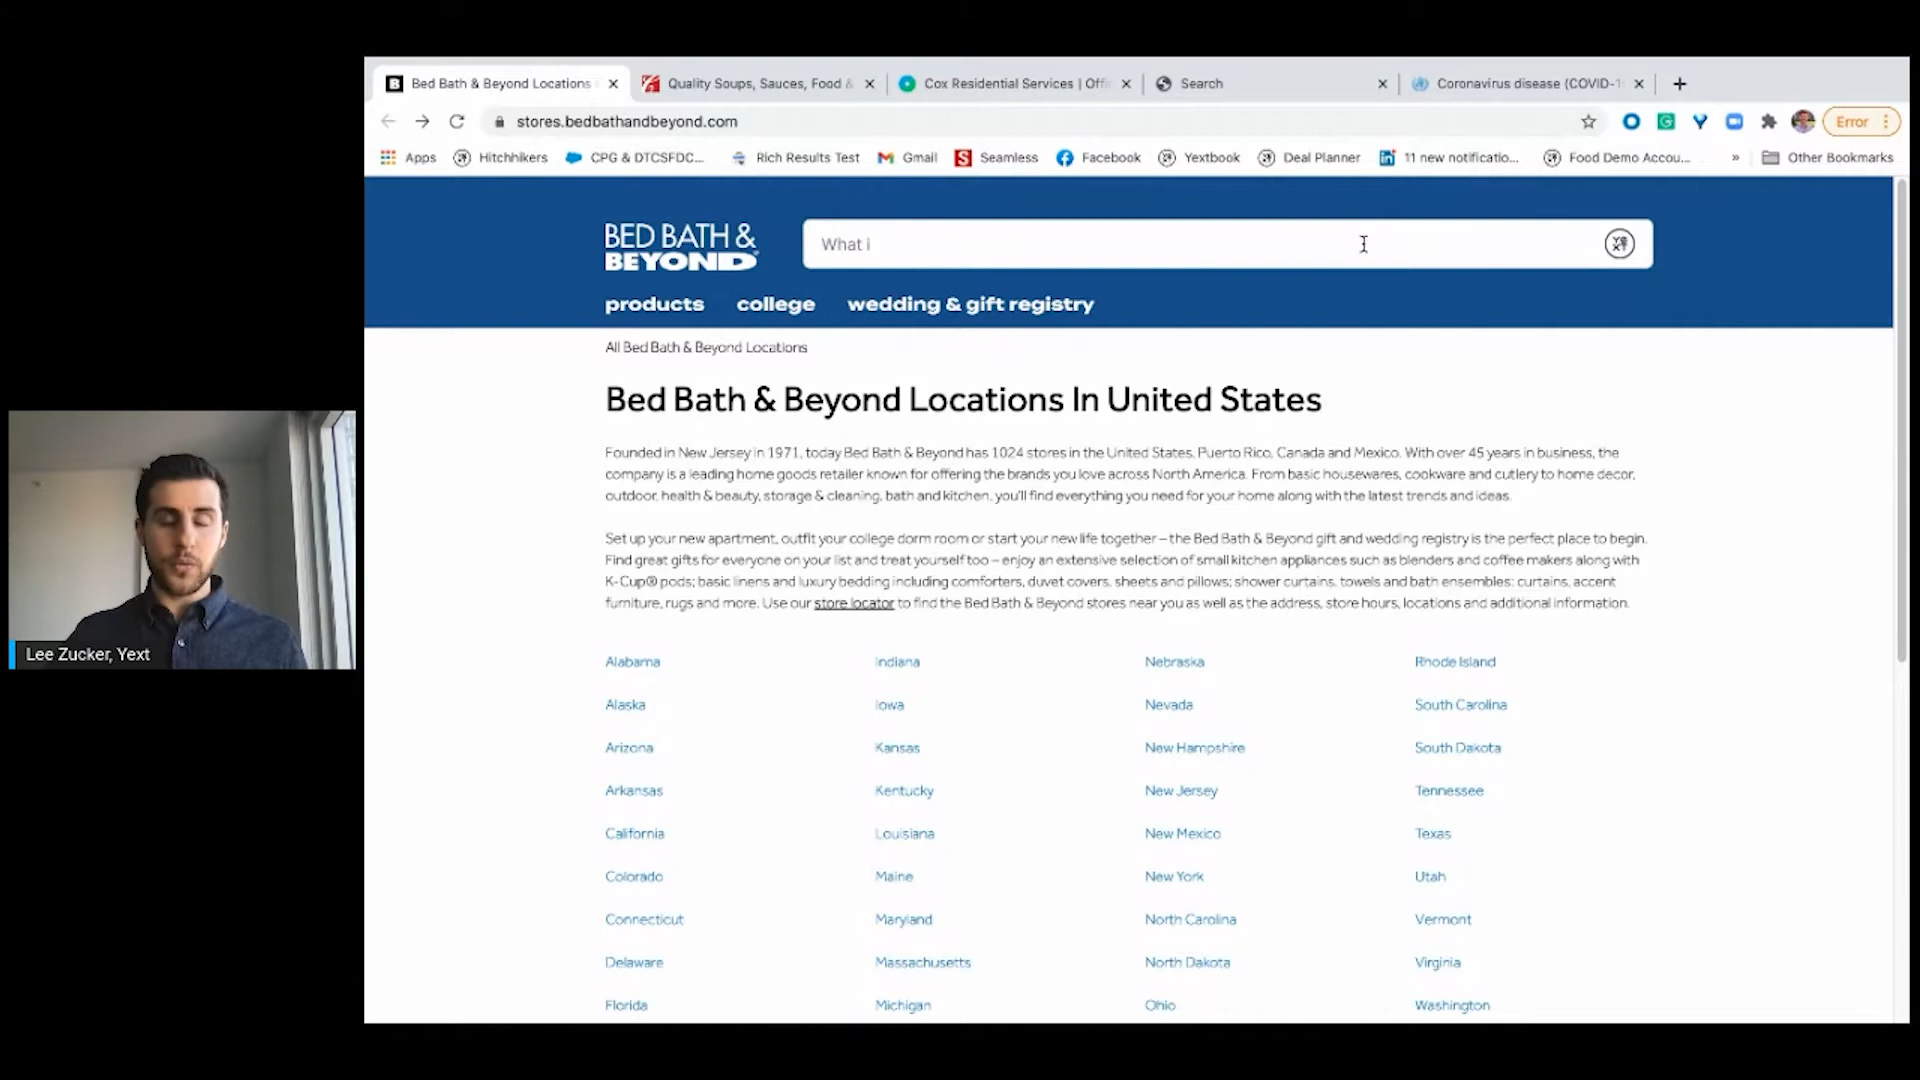 Bed Bath & Beyond Locations
Quality Soups, Sauces, Food &
Cox Residential Services | Offi
Search
Coronavirus disease (COVID-1
stores.bedbathandbeyond.com
Error
Apps
Hitchhikers
CPG & DTCSFDC...
Rich Results Test
Gmail
Seamless
Facebook
Yextbook
Deal Planner
11 new notificatio...
Food Demo Accou...
»
Other Bookmarks
BED BATH &
BEYOND
What i
products
college
wedding & gift registry
All Bed Bath & Beyond Locations
Bed Bath & Beyond Locations In United States
Founded in New Jersey in 1971, today Bed Bath & Beyond has 1024 stores in the United States, Puerto Rico, Canada and Mexico. With over 45 years in business, the
company is a leading home goods retailer known for offering the brands you love across North America. From basic housewares, cookware and cutlery to home decor,
outdoor, health & beauty, storage & cleaning, bath and kitchen, you'll find everything you need for your home along with the latest trends and ideas.
Set up your new apartment, outfit your college dorm room or start your new life together – the Bed Bath & Beyond gift and wedding registry is the perfect place to begin.
Find great gifts for everyone on your list and treat yourself too – enjoy an extensive selection of small kitchen appliances such as blenders and coffee makers along with
K-Cup® pods; basic linens and luxury bedding including comforters, duvet covers, sheets and pillows; shower curtains, towels and bath ensembles; curtains, accent
furniture, rugs and more. Use our store locator to find the Bed Bath & Beyond stores near you as well as the address, store hours, locations and additional information.
Alabama
Indiana
Nebraska
Rhode Island
Alaska
Iowa
Nevada
South Carolina
Arizona
Kansas
New Hampshire
South Dakota
Arkansas
Kentucky
New Jersey
Tennessee
California
Louisiana
New Mexico
Texas
Colorado
Maine
New York
Utah
Connecticut
Maryland
North Carolina
Vermont
Delaware
Massachusetts
North Dakota
Virginia
Florida
Michigan
Ohio
Washington
Lee Zucker, Yext